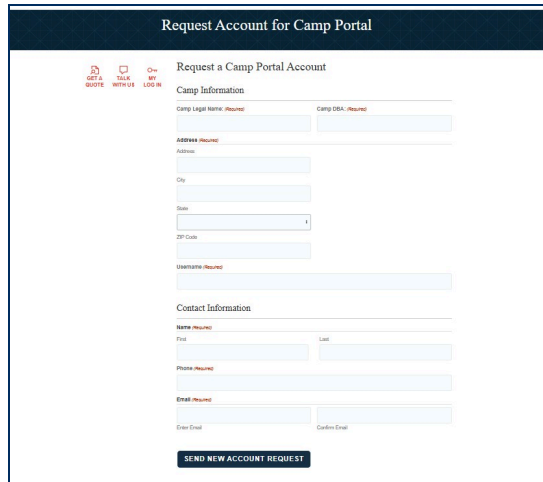 Request Account for Camp Portal
GET A QUOTE
TALK WITH US
MY LOG IN
Request a Camp Portal Account
Camp Information
Camp Legal Name: (Required)
Camp DBA: (Required)
Address (Required)
Address
City
State
ZIP Code
Username (Required)
Contact Information
Name (Required)
First
Last
Phone (Required)
Email (Required)
Enter Email
Confirm Email
SEND NEW ACCOUNT REQUEST